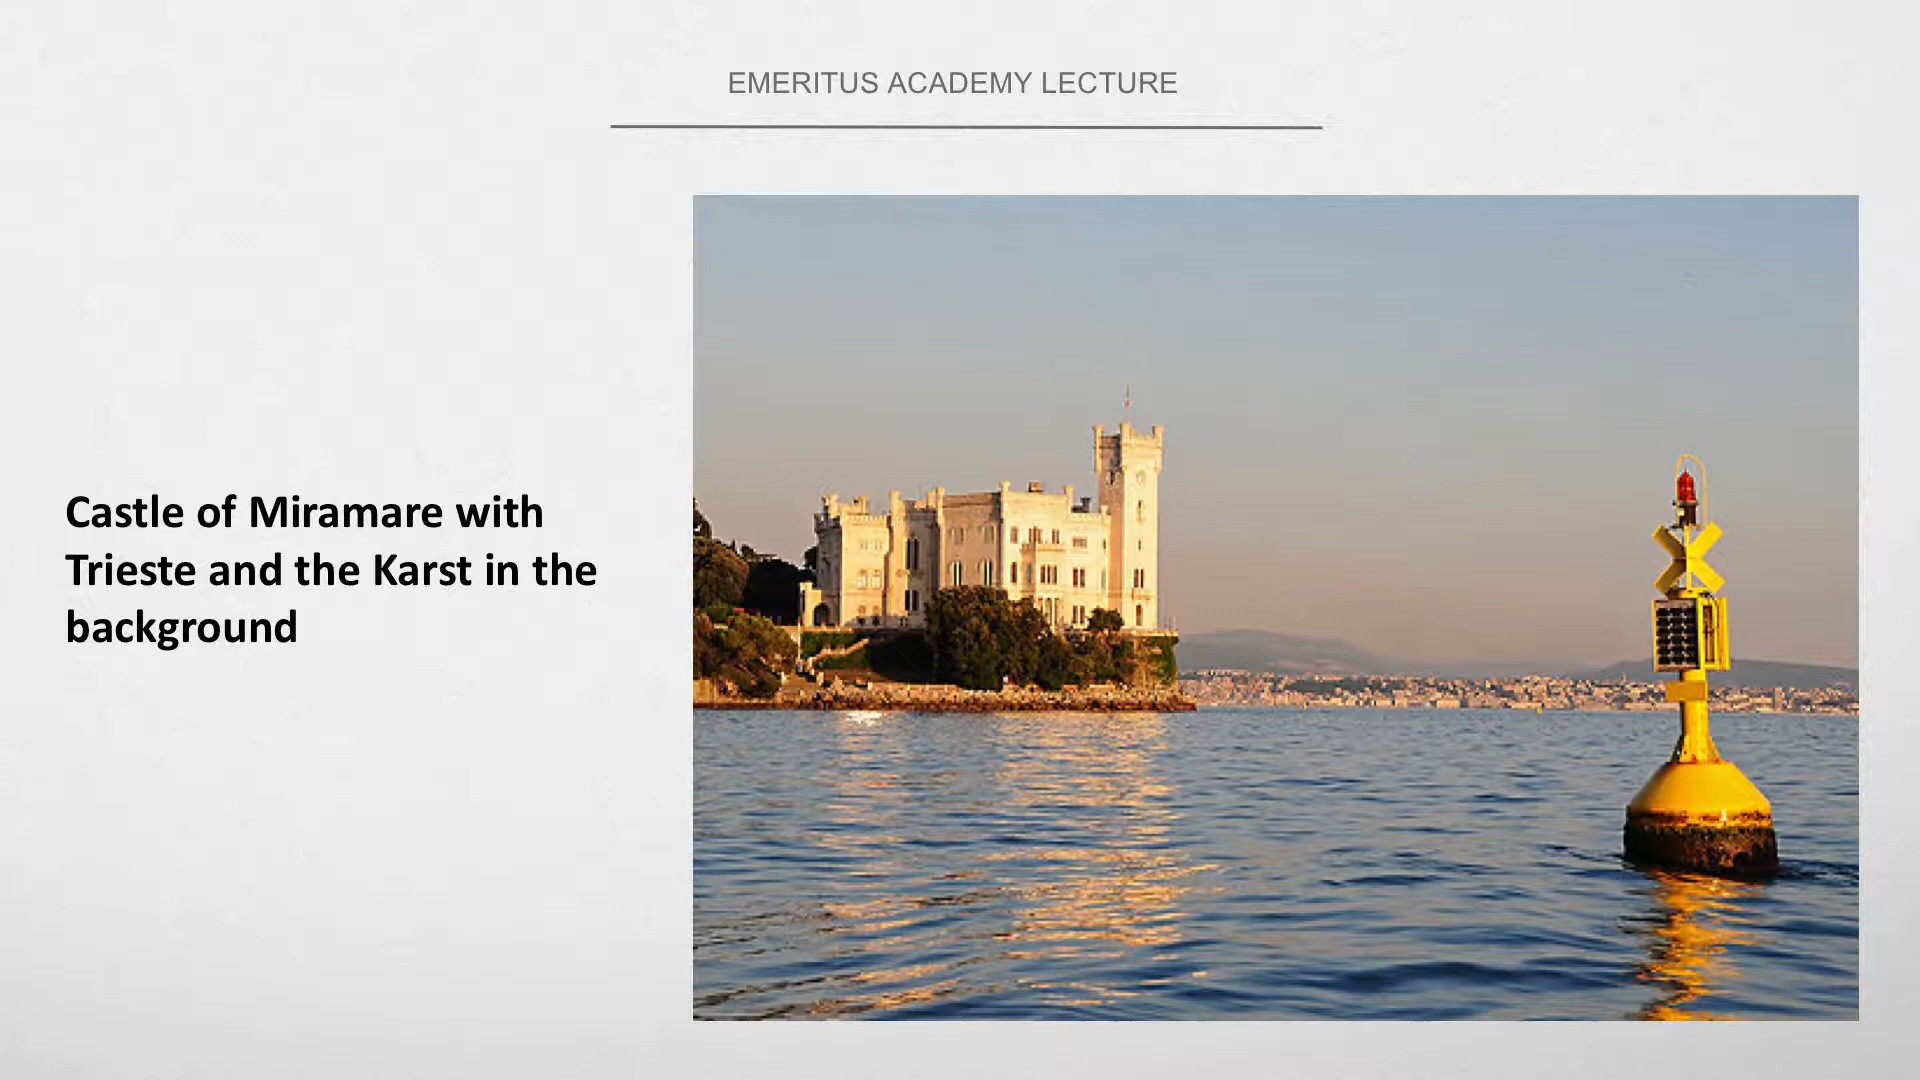 EMERITUS ACADEMY LECTURE
Castle of Miramare with
Trieste and the Karst in the
background